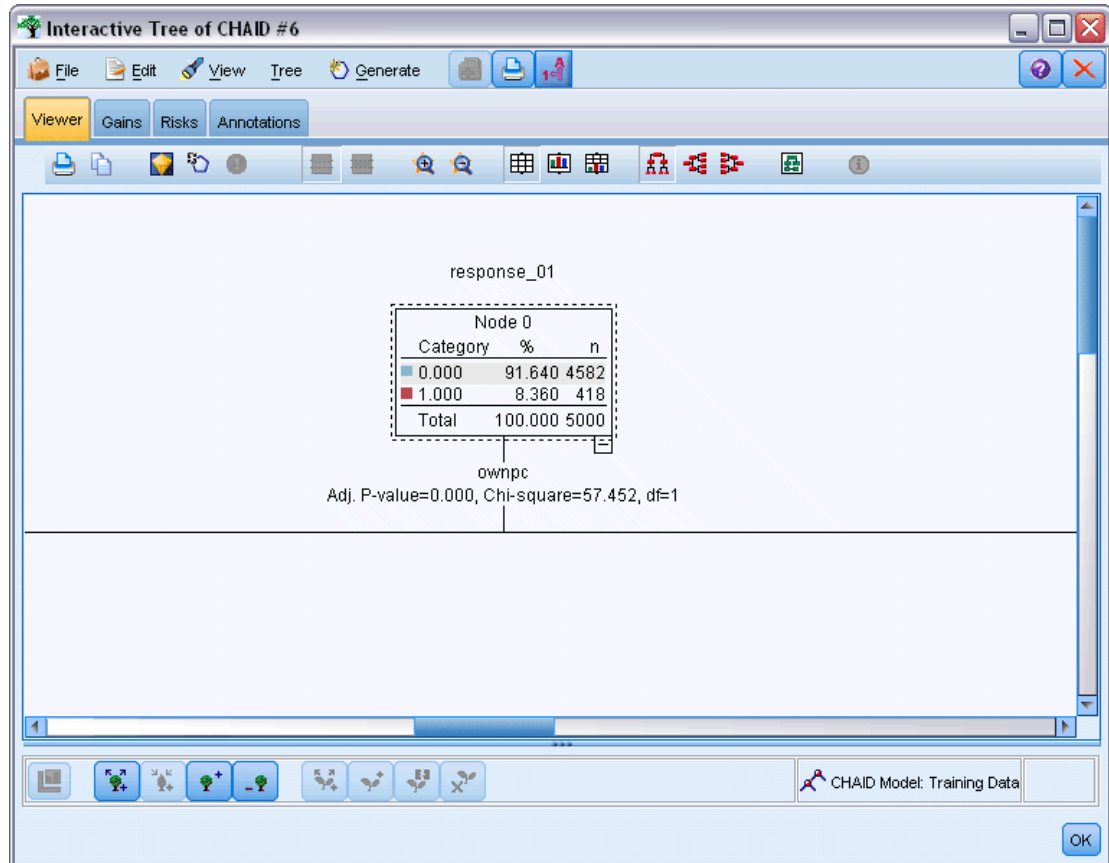 Interactive Tree of CHAID #6
File Edit View Tree Generate
Viewer Gains Risks Annotations
response_01
Node 0
Category % n
0.000 91.640 4582
1.000 8.360 418
Total 100.000 5000
ownpc
Adj. P-value=0.000, Chi-square=57.452, df=1
CHAID Model: Training Data
OK